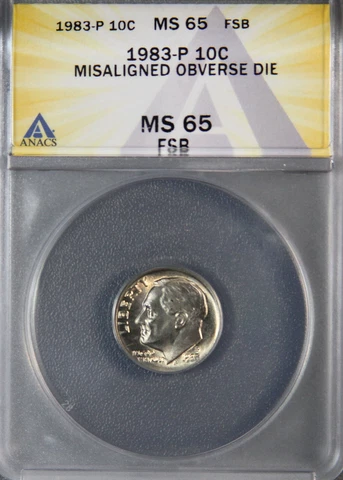 1983-P 10C MS 65 FSB
1983-P 10C
MISALIGNED OBVERSE DIE
MS 65
FSB
ANACS
LIBERTY